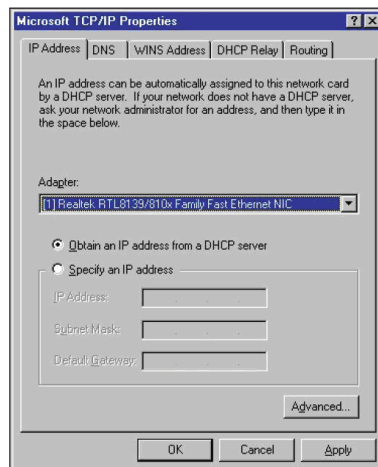 Microsoft TCP/IP Properties
IP Address DNS WINS Address DHCP Relay Routing
An IP address can be automatically assigned to this network card
by a DHCP server. If your network does not have a DHCP server,
ask your network administrator for an address, and then type it in
the space below.
Adapter:
[1] Realtek RTL8139/810x Family Fast Ethernet NIC
Obtain an IP address from a DHCP server
Specify an IP address
IP Address:
Subnet Mask:
Default Gateway:
Advanced...
OK Cancel Apply